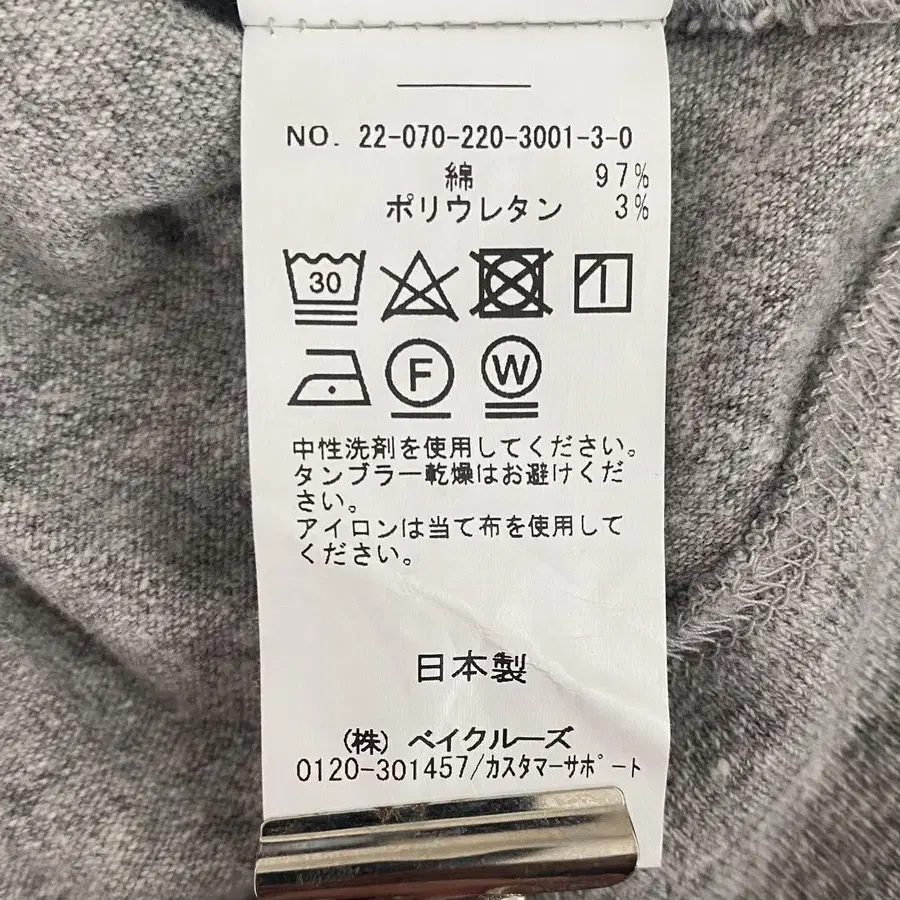 NO. 22-070-220-3001-3-0
綿 97%
ポリウレタン 3%
30
F
W
中性洗剤を使用してください。
タンブラー乾燥はお避けくだ
さい。
アイロンは当て布を使用して
ください。
日本製
(株) ベイクルーズ
0120-301457/カスタマーサポート